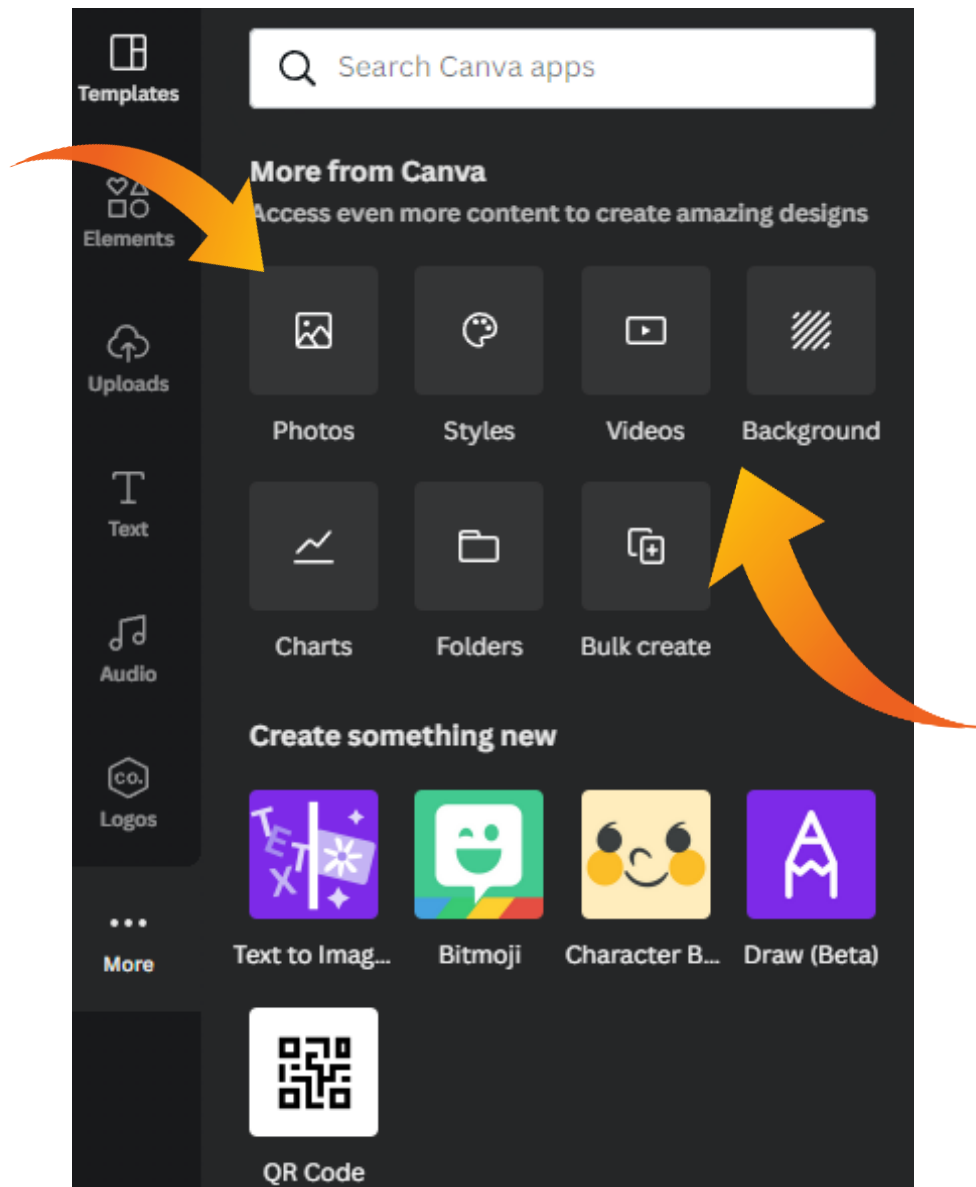 Templates
Elements
Uploads
Text
Audio
CO.
Logos
More
Search Canva apps
More from Canva
Access even more content to create amazing designs
Photos Styles Videos Background
Charts Folders Bulk create
Create something new
TEXT
Text to Imag... Bitmoji Character B... Draw (Beta)
QR Code